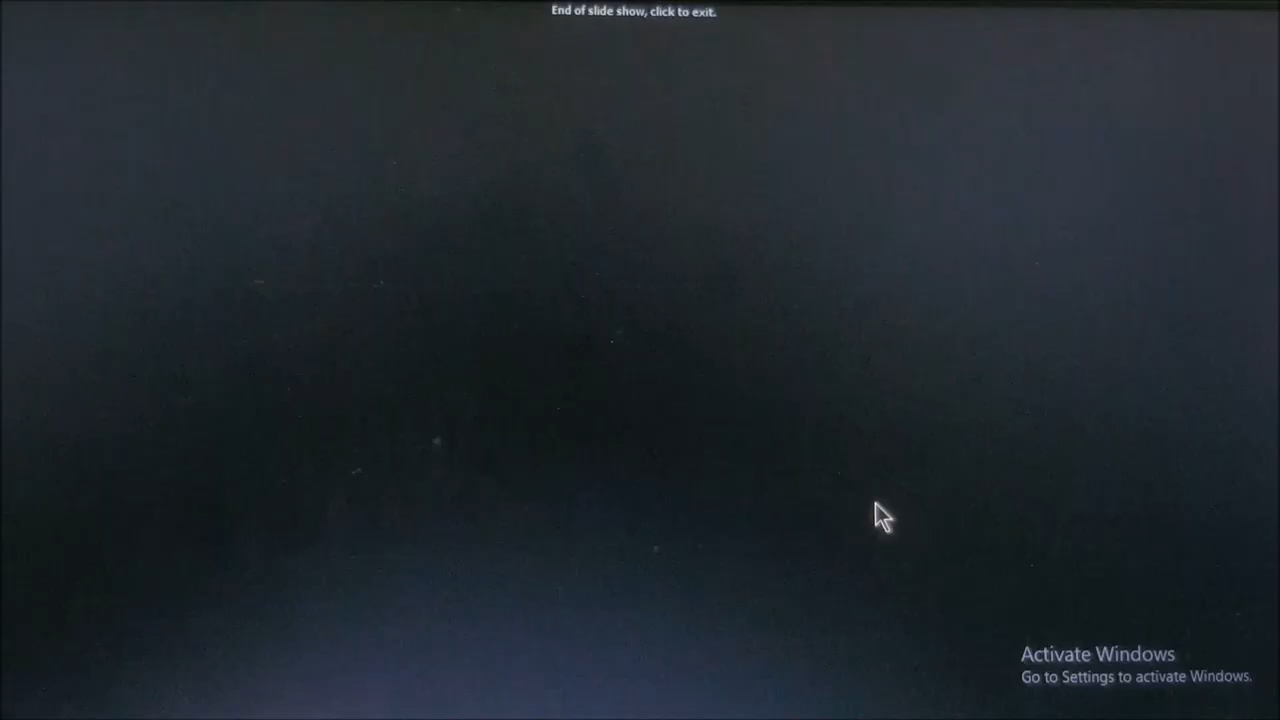 End of slide show, click to exit.
Activate Windows
Go to Settings to activate Windows.